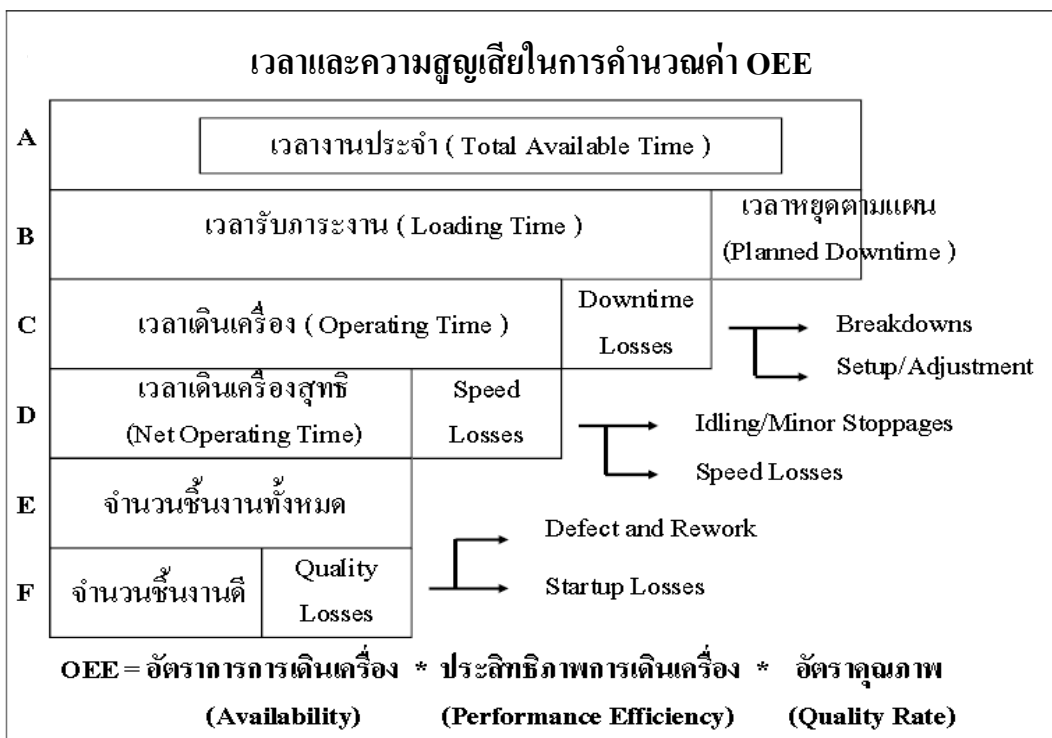 เวลาและความสูญเสียในการคำนวณค่า OEE
A
เวลางานประจำ ( Total Available Time )
B
เวลารับภาระงาน ( Loading Time )
เวลาหยุดตามแผน
(Planned Downtime )
C
เวลาเดินเครื่อง ( Operating Time )
Downtime
Losses
Breakdowns
Setup/Adjustment
D
เวลาเดินเครื่องสุทธิ
(Net Operating Time)
Speed
Losses
Idling/Minor Stoppages
Speed Losses
E
จำนวนชิ้นงานทั้งหมด
F
จำนวนชิ้นงานดี
Quality
Losses
Defect and Rework
Startup Losses
OEE = อัตราการการเดินเครื่อง * ประสิทธิภาพการเดินเครื่อง * อัตราคุณภาพ
(Availability) (Performance Efficiency) (Quality Rate)